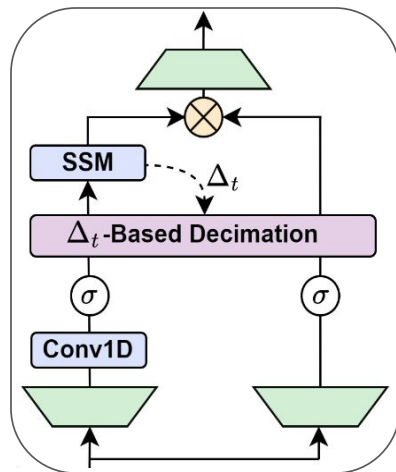 SSM
Δₜ
Δₜ-Based Decimation
σ
σ
Conv1D